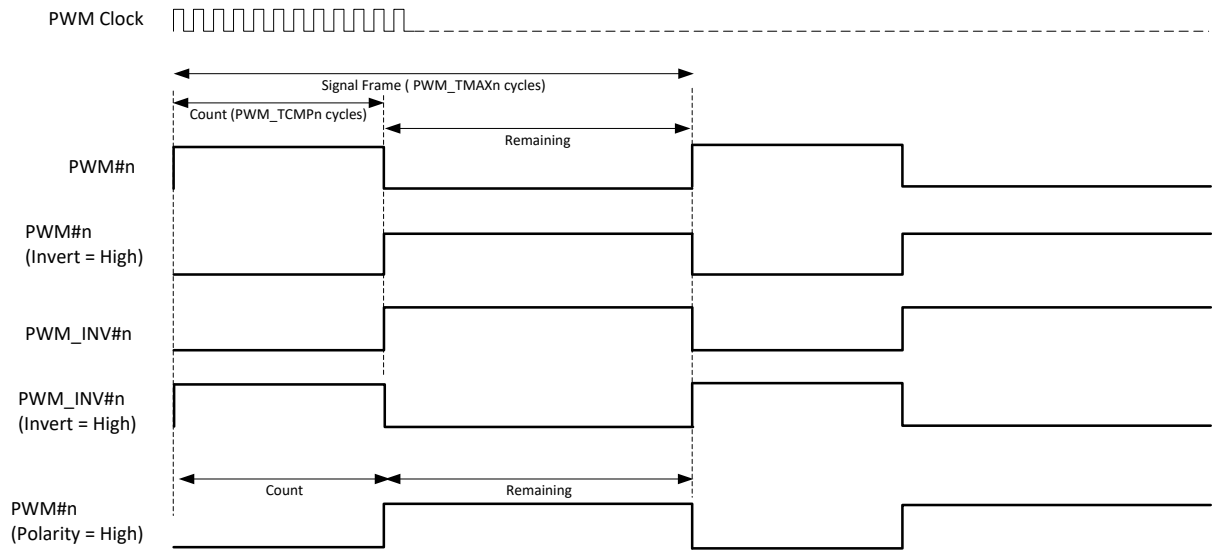 PWM Clock
Signal Frame ( PWM_TMAXn cycles)
Count (PWM_TCMPn cycles)
Remaining
PWM#n
PWM#n
(Invert = High)
PWM_INV#n
PWM_INV#n
(Invert = High)
Count
Remaining
PWM#n
(Polarity = High)